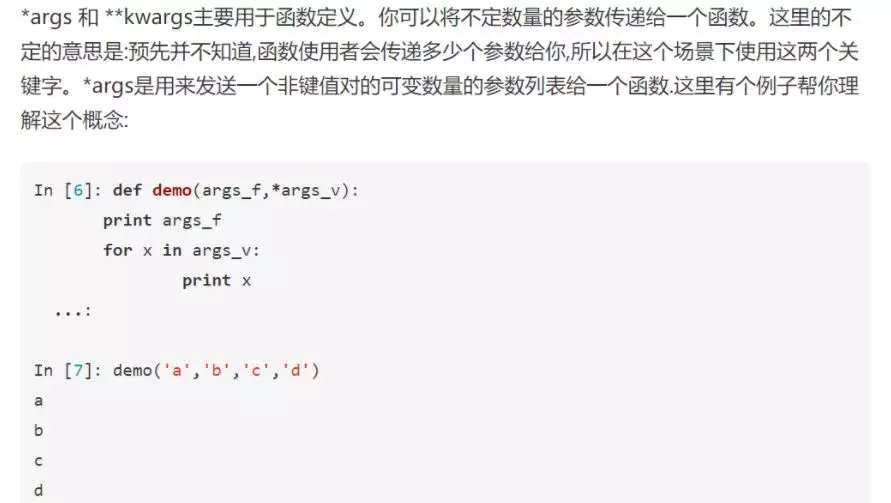 *args 和 **kwargs主要用于函数定义。你可以将不定数量的参数传递给一个函数。这里的不
定的意思是:预先并不知道,函数使用者会传递多少个参数给你,所以在这个场景下使用这两个关
键字。*args是用来发送一个非键值对的可变数量的参数列表给一个函数.这里有个例子帮你理
解这个概念:
In [6]: def demo(args_f,*args_v):
print args_f
for x in args_v:
print x
...:
In [7]: demo('a','b','c','d')
a
b
c
d